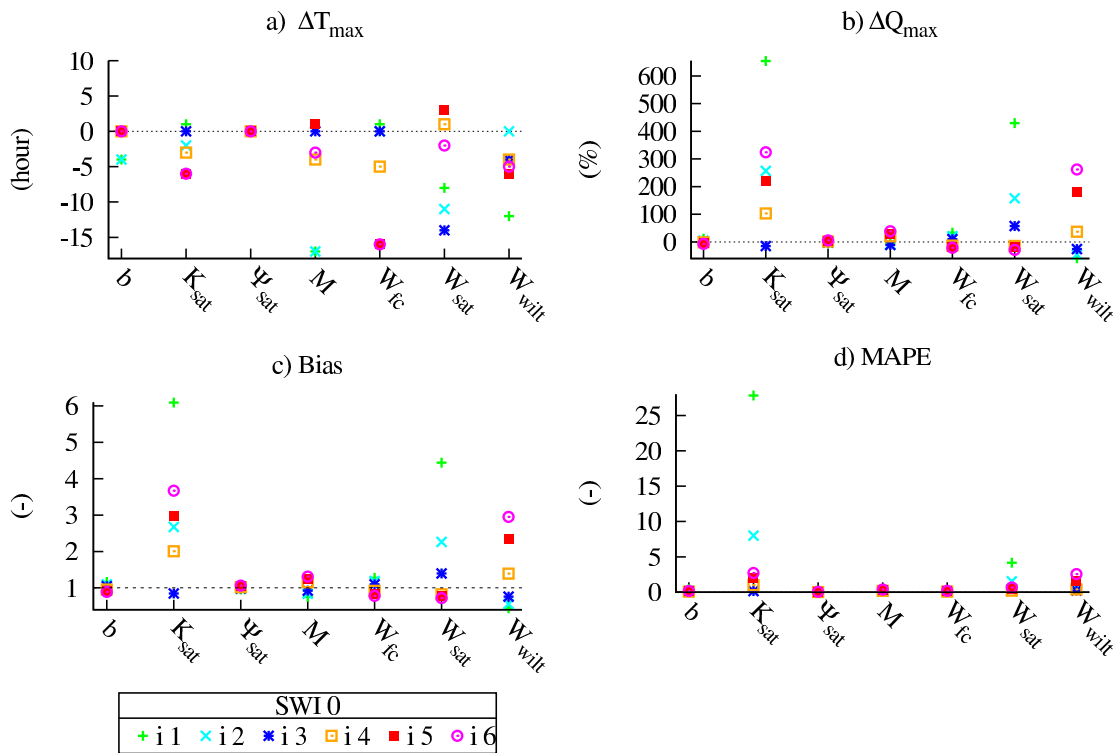 a) ΔTmax
(hour)
10
5
0
-5
-10
-15
b Ksat Ψsat M Wfc Wsat Wwilt
b) ΔQmax
(%)
600
500
400
300
200
100
0
b Ksat Ψsat M Wfc Wsat Wwilt
c) Bias
(-)
6
5
4
3
2
1
b Ksat Ψsat M Wfc Wsat Wwilt
d) MAPE
(-)
25
20
15
10
5
0
b Ksat Ψsat M Wfc Wsat Wwilt
SWI 0
i 1 i 2 i 3 i 4 i 5 i 6